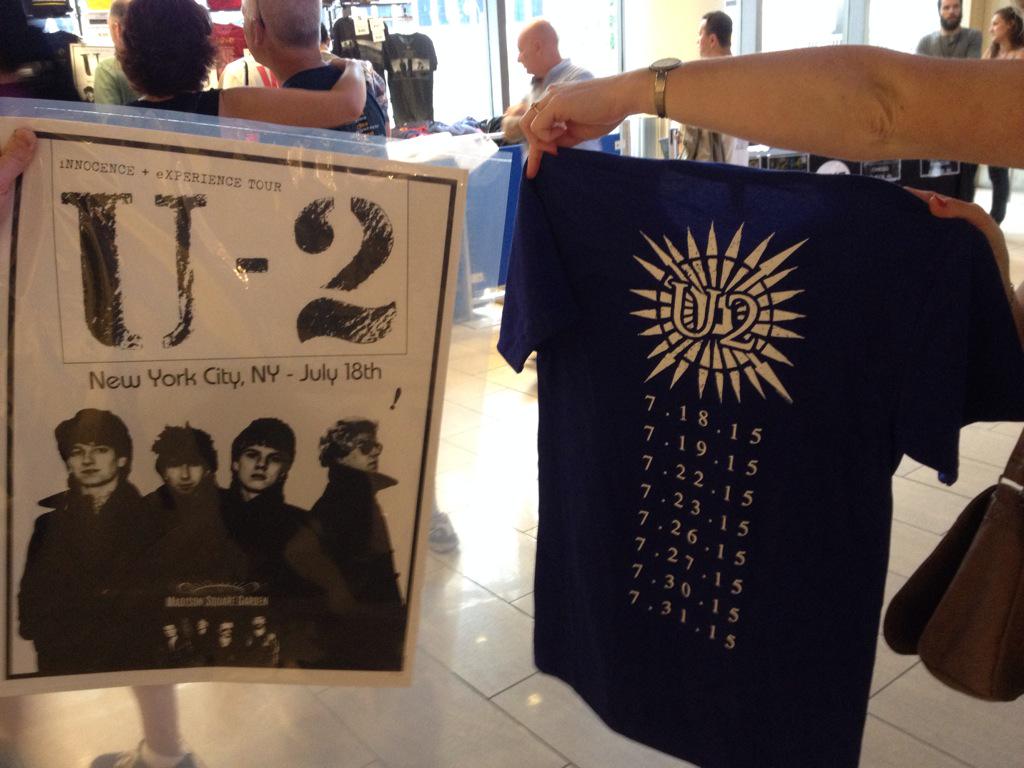 iNNOCENCE + eXPERIENCE TOUR
U-2
New York City, NY - July 18th
!
MADISON SQUARE GARDEN
U2
7.18.15
7.19.15
7.22.15
7.23.15
7.26.15
7.27.15
7.30.15
7.31.15